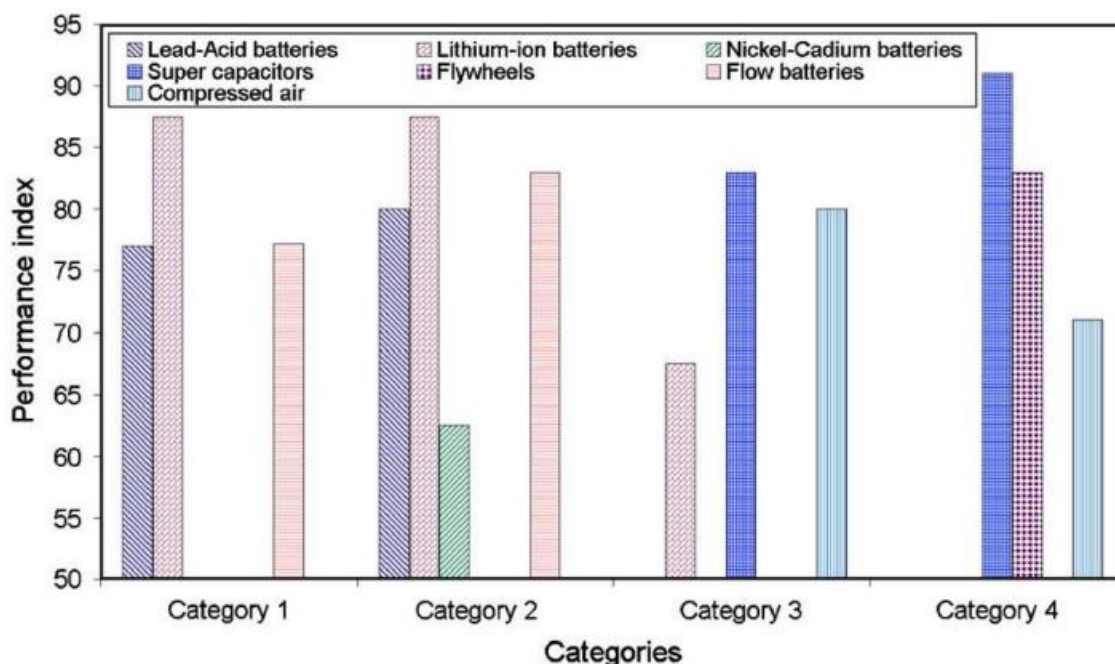 95
90
85
80
75
70
65
60
55
50
Performance index
Lead-Acid batteries Lithium-ion batteries Nickel-Cadium batteries
Super capacitors Flywheels Flow batteries
Compressed air
Category 1 Category 2 Category 3 Category 4
Categories